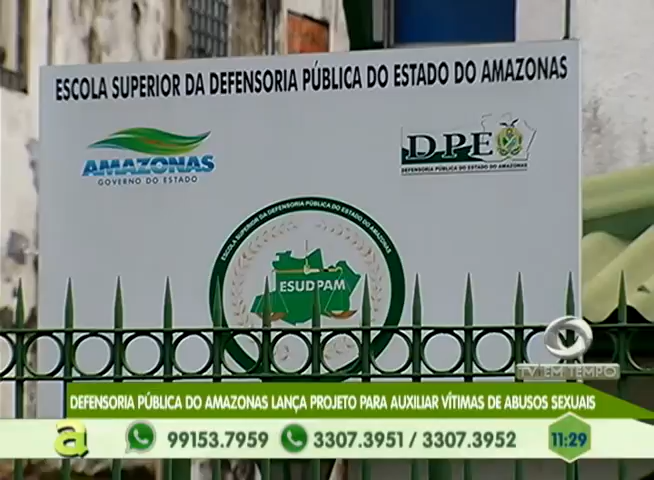 ESCOLA SUPERIOR DA DEFENSORIA PÚBLICA DO ESTADO DO AMAZONAS
AMAZONAS
GOVERNO DO ESTADO
DPE
DEFENSORIA PÚBLICA DO ESTADO DO AMAZONAS
ESCOLA SUPERIOR DA DEFENSORIA PÚBLICA DO ESTADO DO AMAZONAS
ESUDPAM
TV EM TEMPO
DEFENSORIA PÚBLICA DO AMAZONAS LANÇA PROJETO PARA AUXILIAR VÍTIMAS DE ABUSOS SEXUAIS
a 99153.7959 3307.3951 / 3307.3952 11:29